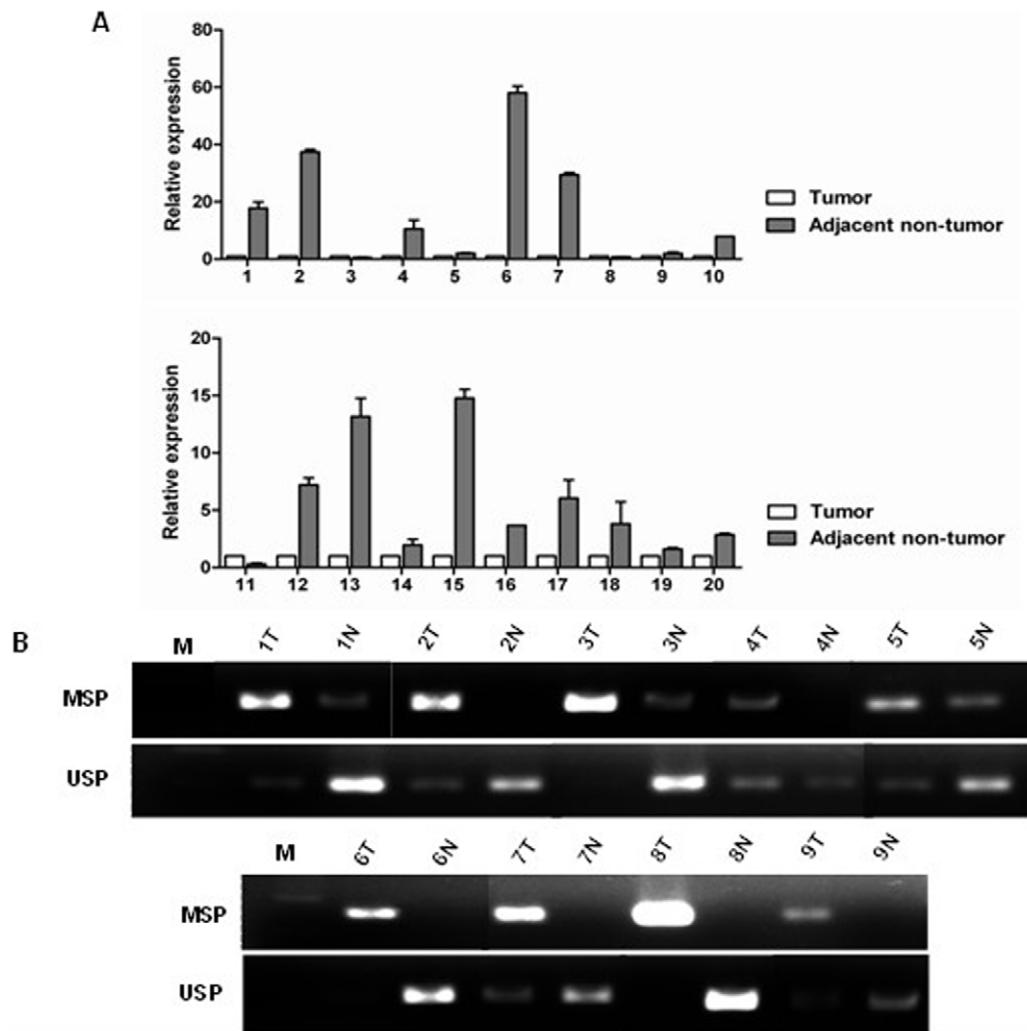 A
80
60
40
20
0
Relative expression
Tumor
Adjacent non-tumor
1 2 3 4 5 6 7 8 9 10
20
15
10
5
0
Relative expression
Tumor
Adjacent non-tumor
11 12 13 14 15 16 17 18 19 20
B
M 1T 1N 2T 2N 3T 3N 4T 4N 5T 5N
MSP
USP
M 6T 6N 7T 7N 8T 8N 9T 9N
MSP
USP